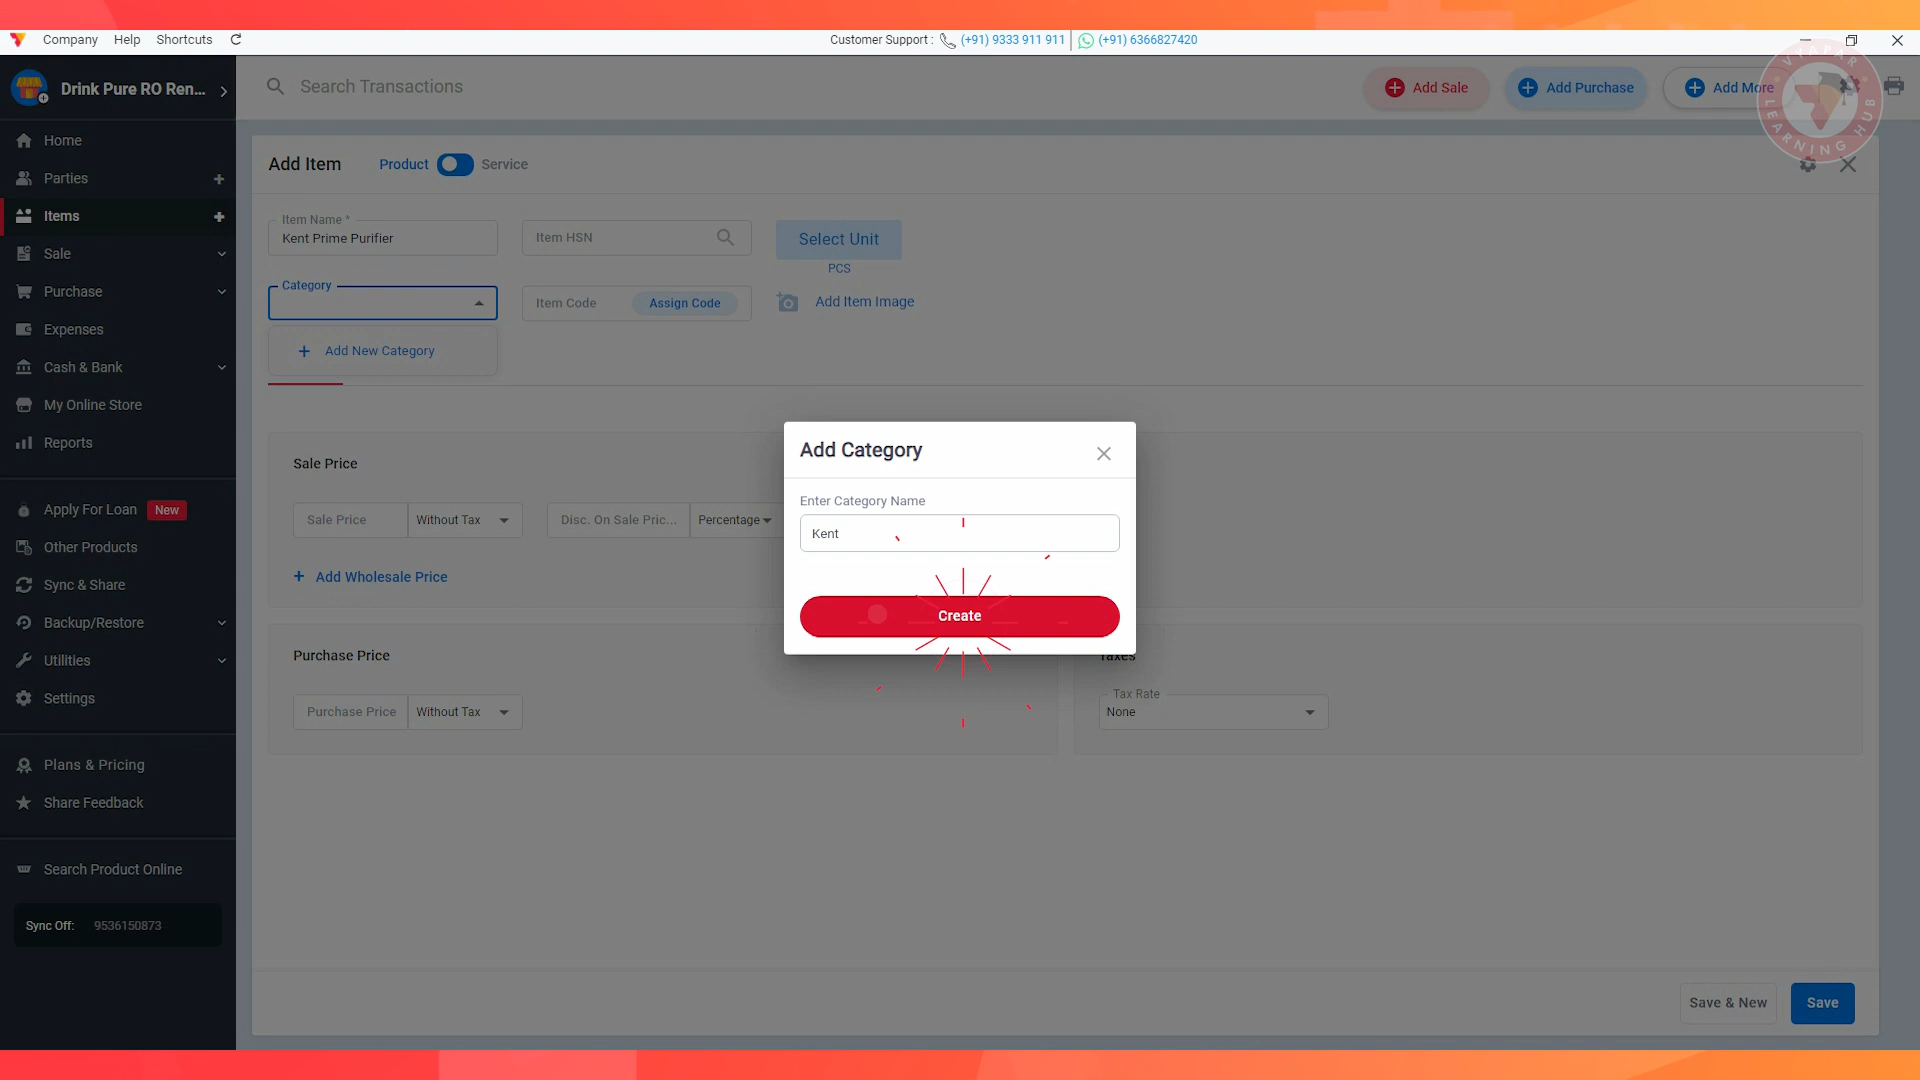 Company Help Shortcuts
Customer Support : (+91) 9333 911 911 (+91) 6366827420
Drink Pure RO Ren...
Search Transactions
Add Sale
Add Purchase
Add More
VYAPAR
LEARNING HUB
Home
Parties
Items
Sale
Purchase
Expenses
Cash & Bank
My Online Store
Reports
Apply For Loan New
Other Products
Sync & Share
Backup/Restore
Utilities
Settings
Plans & Pricing
Share Feedback
Search Product Online
Sync Off: 9536150873
Add Item Product Service
Item Name *
Kent Prime Purifier
Item HSN
Select Unit
PCS
Category
Item Code Assign Code
Add Item Image
Add New Category
Sale Price
Sale Price Without Tax Disc. On Sale Pric... Percentage
Add Wholesale Price
Add Category
Enter Category Name
Kent
Create
Purchase Price
Purchase Price Without Tax
Taxes
Tax Rate
None
Save & New
Save